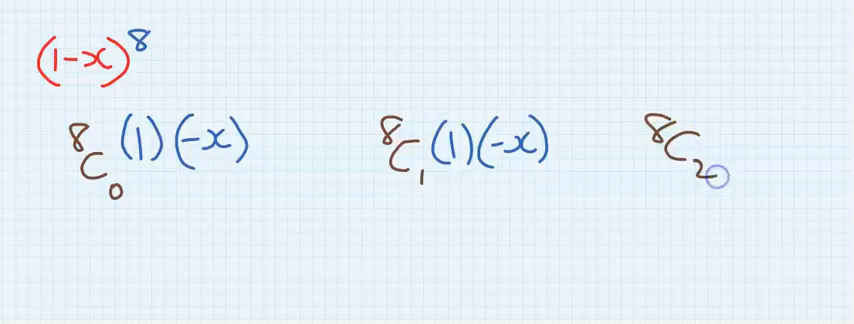 (1-x)⁸
⁸C₀ (1) (-x) ⁸C₁ (1) (-x) ⁸C₂